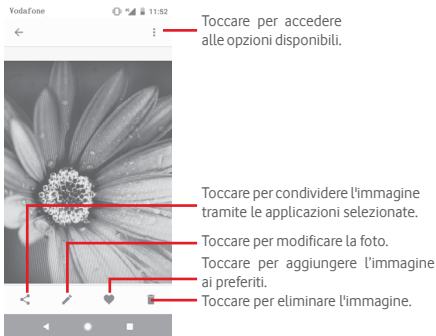 Vodafone 11:52
Toccare per accedere
alle opzioni disponibili.
Toccare per condividere l'immagine
tramite le applicazioni selezionate.
Toccare per modificare la foto.
Toccare per aggiungere l’immagine
ai preferiti.
Toccare per eliminare l'immagine.